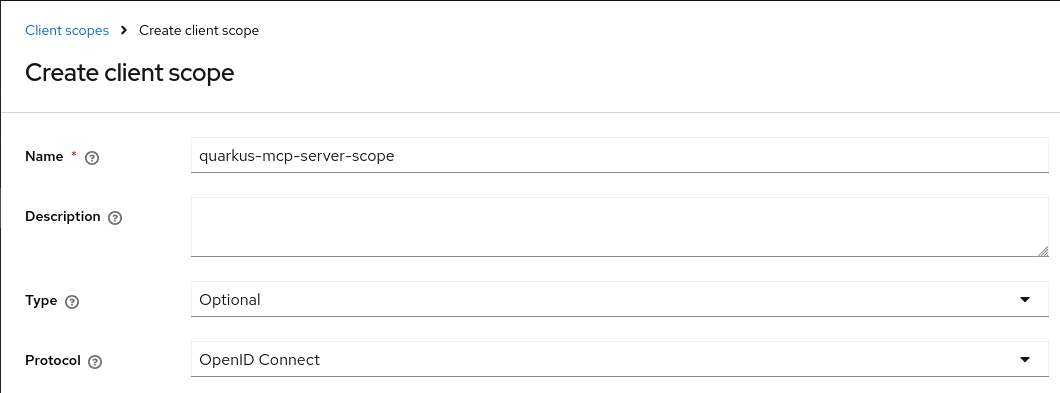 Client scopes > Create client scope
Create client scope
Name *
quarkus-mcp-server-scope
Description
Type
Optional
Protocol
OpenID Connect